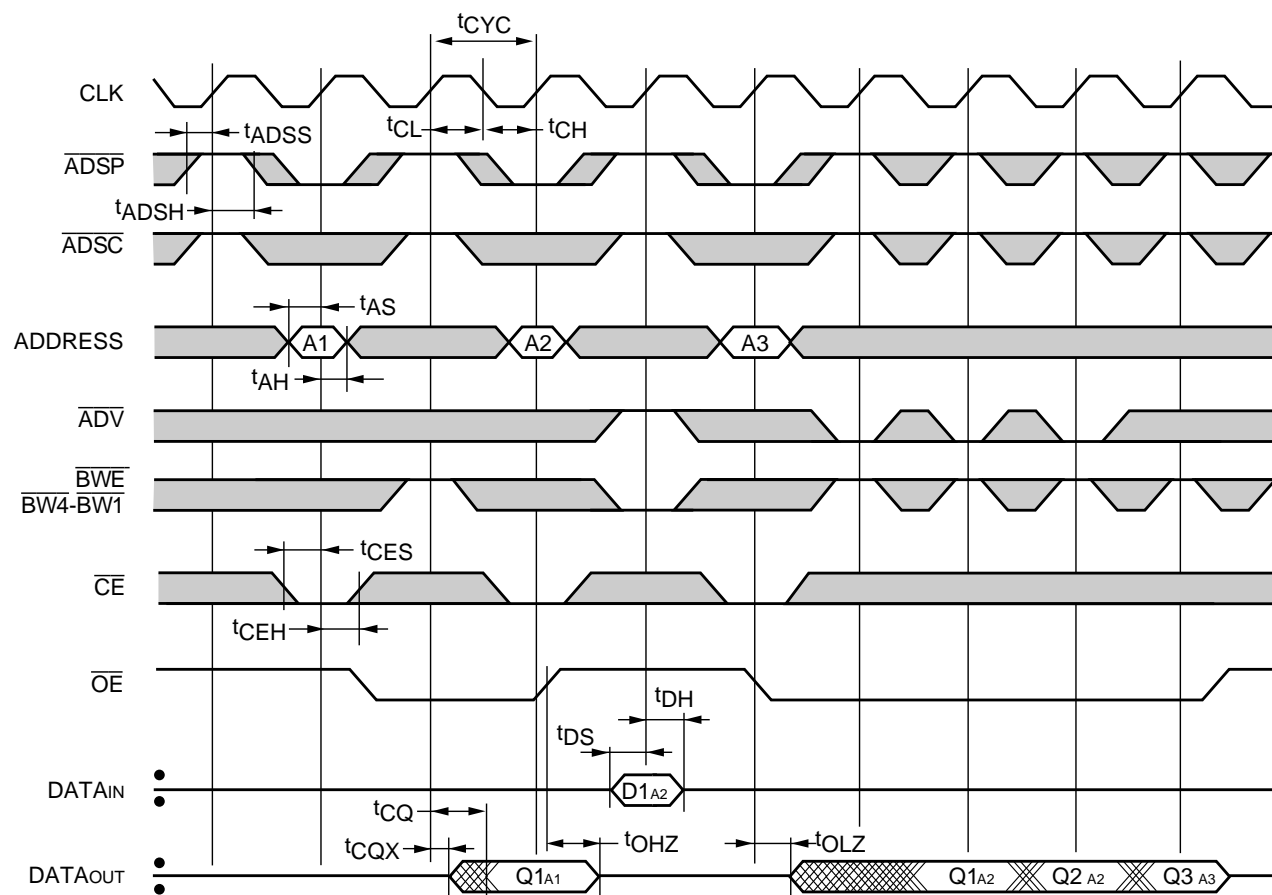 tCYC
CLK
tADSS
tCL
tCH
ADSP
tADSH
ADSC
tAS
ADDRESS
A1
A2
A3
tAH
ADV
BWE
BW4-BW1
tCES
CE
tCEH
OE
tDH
tDS
DATAIN
D1A2
tCQ
tCQX
tOHZ
tOLZ
DATAOUT
Q1A1
Q1A2
Q2 A2
Q3 A3